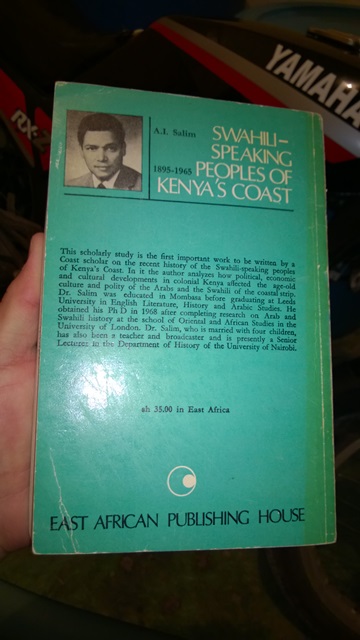 YAMAHA
RX-Z
A.I. Salim
1895-1965
SWAHILI-
SPEAKING
PEOPLES OF
KENYA'S COAST
This scholarly study is the first important work to be written by a
Coast scholar on the recent history of the Swahili-speaking peoples
of Kenya's Coast. In it the author analyzes how political, economic
and cultural developments in colonial Kenya affected the age-old
culture and polity of the Arabs and the Swahili of the coastal strip.
Dr. Salim was educated in Mombasa before graduating at Leeds
University in English Literature, History and Arabic Studies. He
obtained his Ph D in 1968 after completing research on Arab and
Swahili history at the school of Oriental and African Studies in the
University of London. Dr. Salim, who is married with four children,
has also been a teacher and broadcaster and is presently a Senior
Lecturer in the Department of History of the University of Nairobi.
sh 35.00 in East Africa
EAST AFRICAN PUBLISHING HOUSE